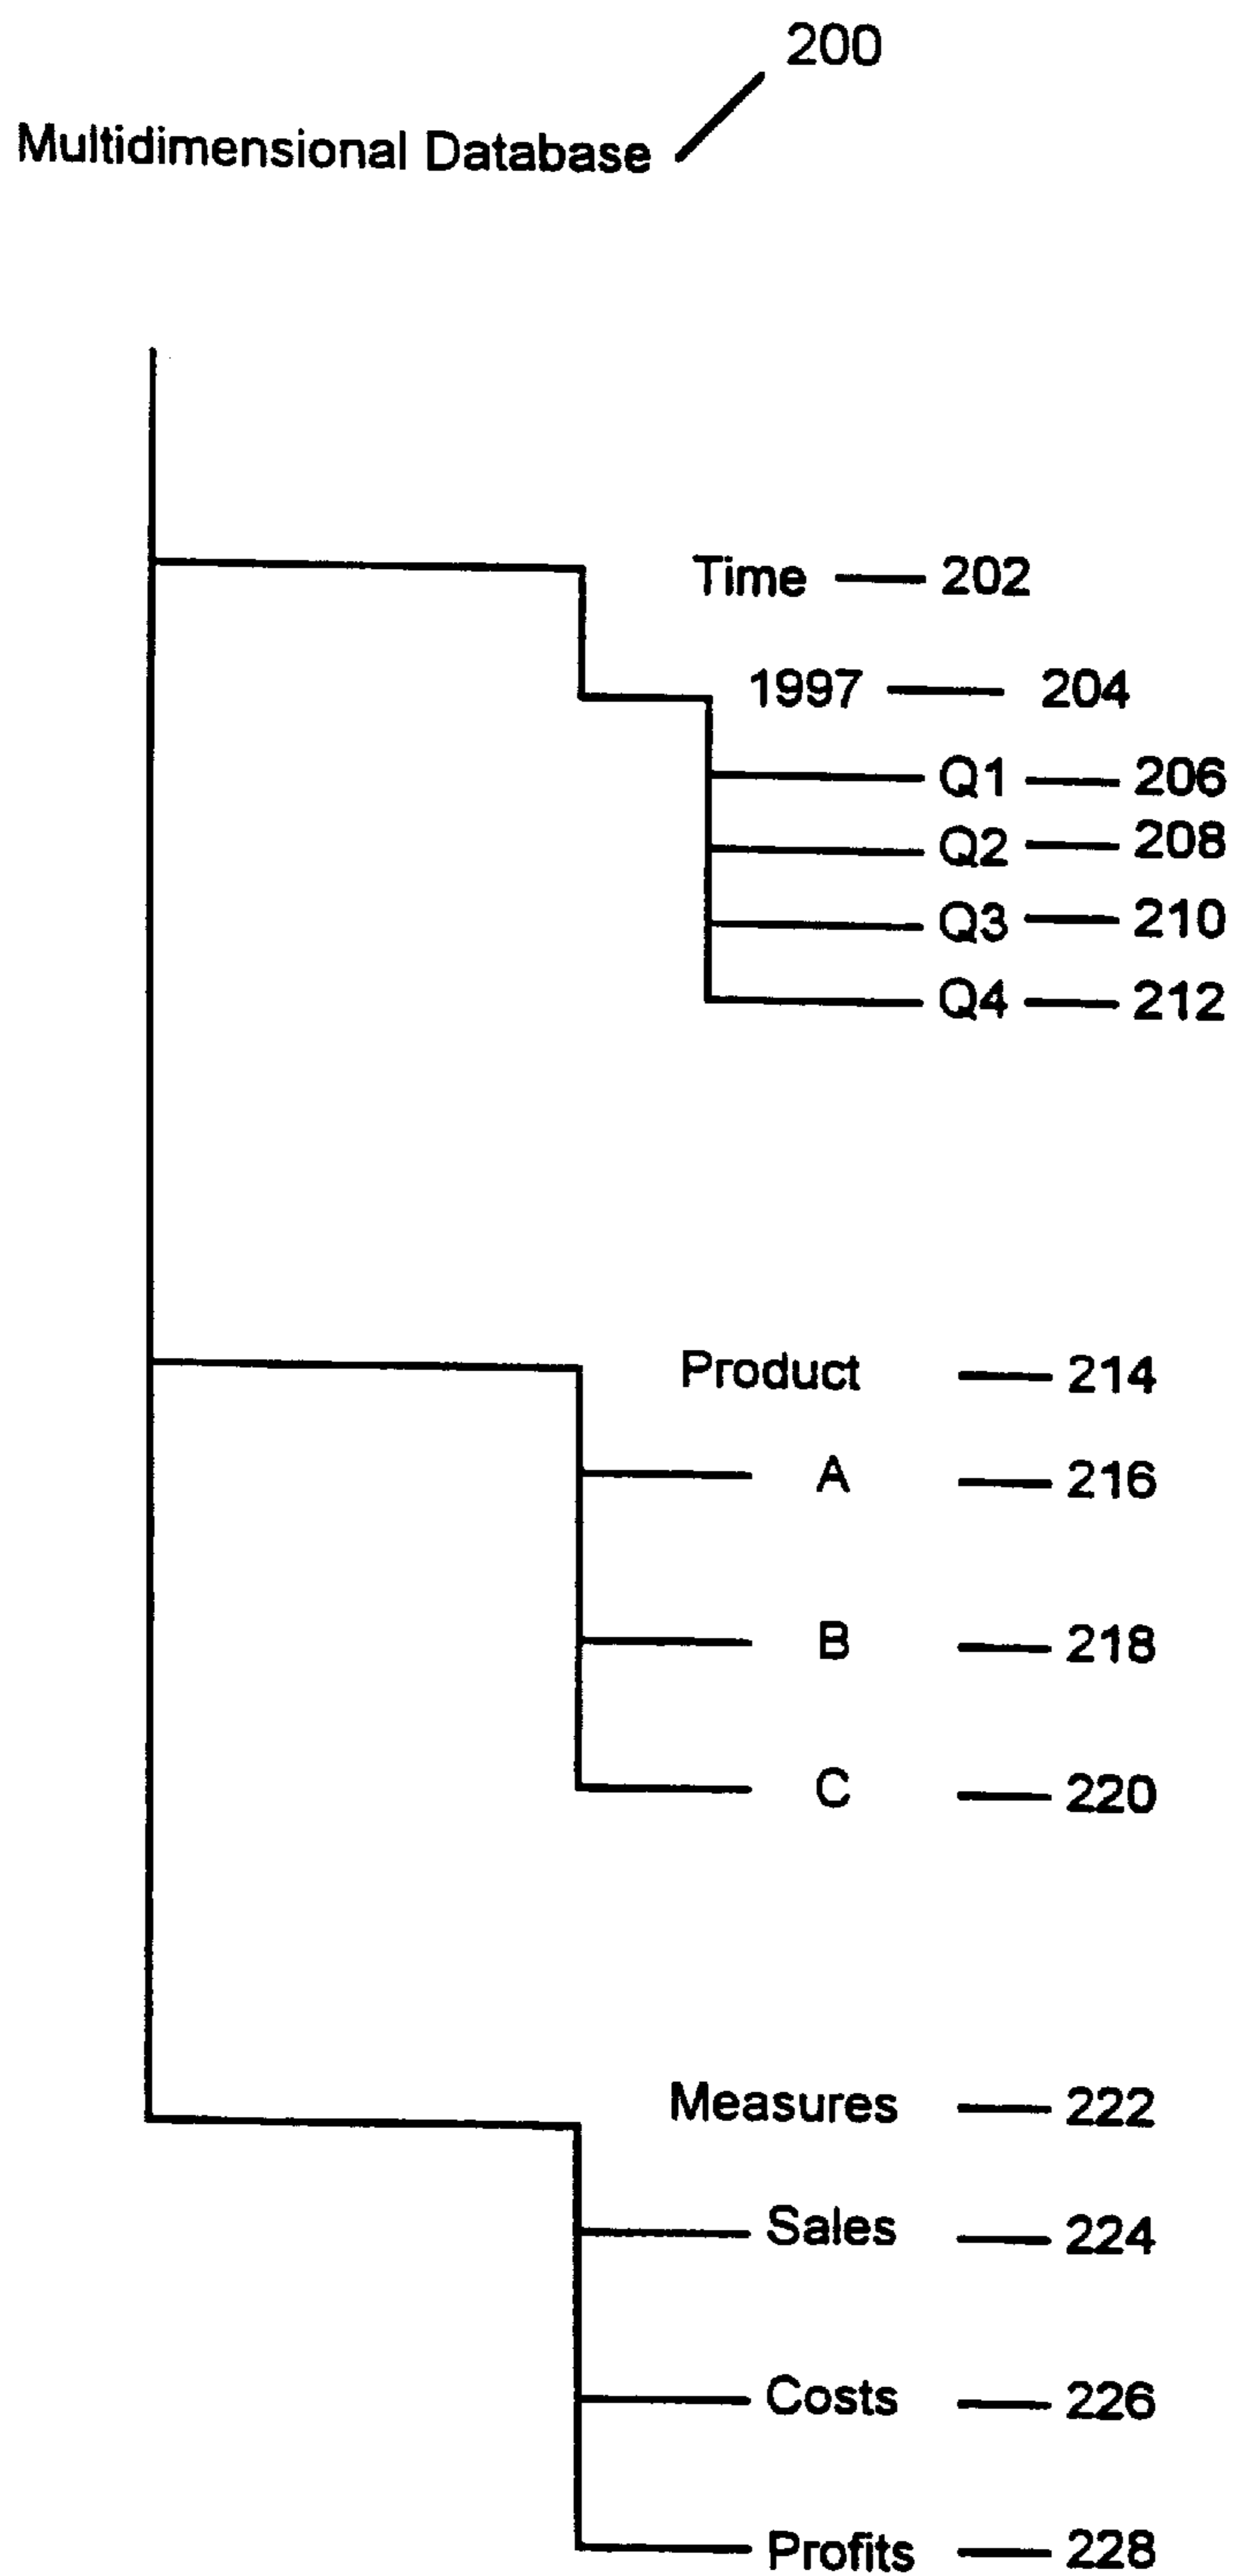 200
Multidimensional Database
Time 202
1997 204
Q1 206
Q2 208
Q3 210
Q4 212
Product 214
A 216
B 218
C 220
Measures 222
Sales 224
Costs 226
Profits 228